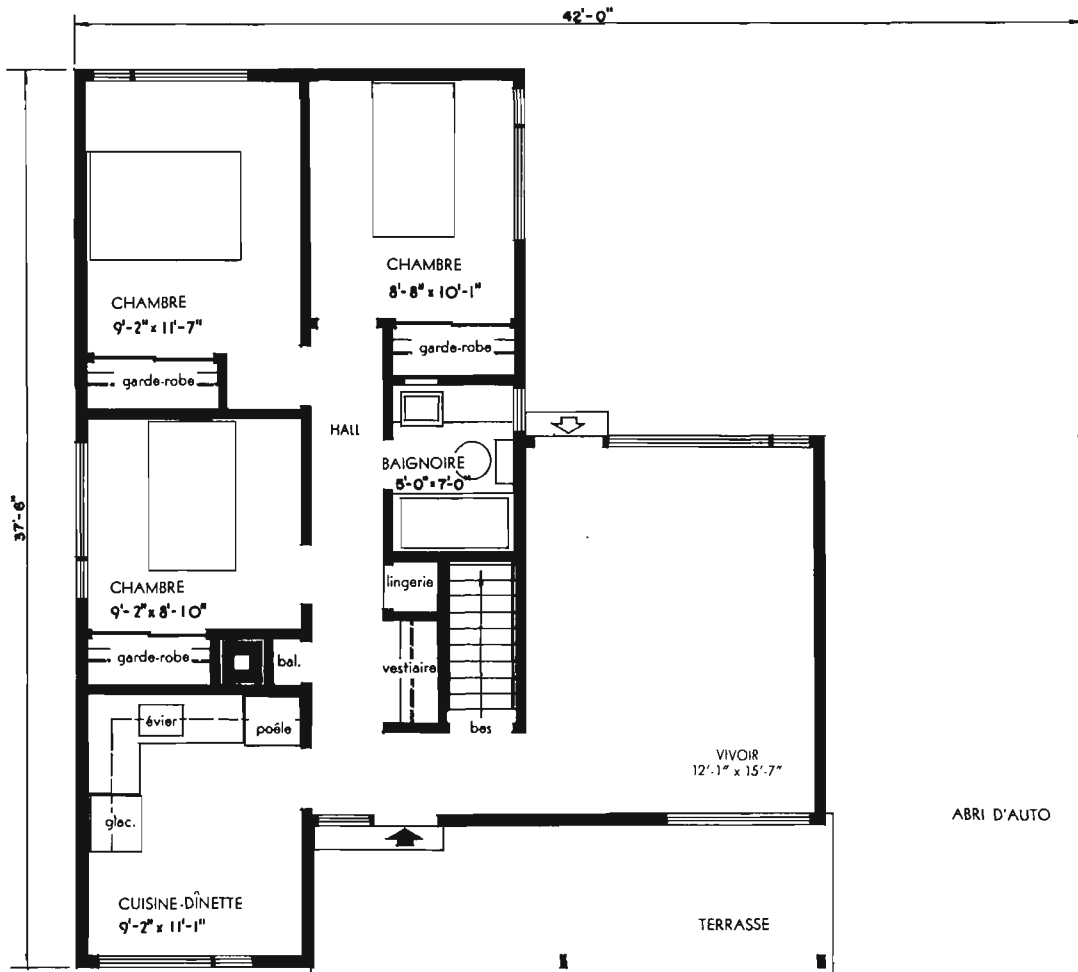 42'-0"
CHAMBRE
8'-8" x 10'-1"
CHAMBRE
9'-2" x 11'-7"
garde-robe
garde-robe
HALL
BAIGNOIRE
5'-0" x 7'-0"
37'-6"
CHAMBRE
9'-2" x 8'-10"
lingerie
garde-robe
bal.
vestiaire
évier
poêle
bas
VIVOIR
12'-1" x 15'-7"
glac.
ABRI D'AUTO
CUISINE-DÎNETTE
9'-2" x 11'-1"
TERRASSE